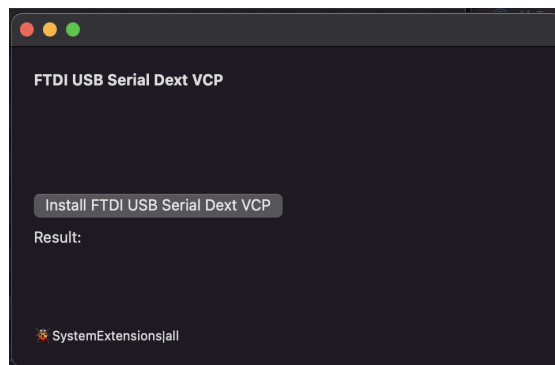 FTDI USB Serial Dext VCP
Install FTDI USB Serial Dext VCP
Result:
🐞 SystemExtensions|all